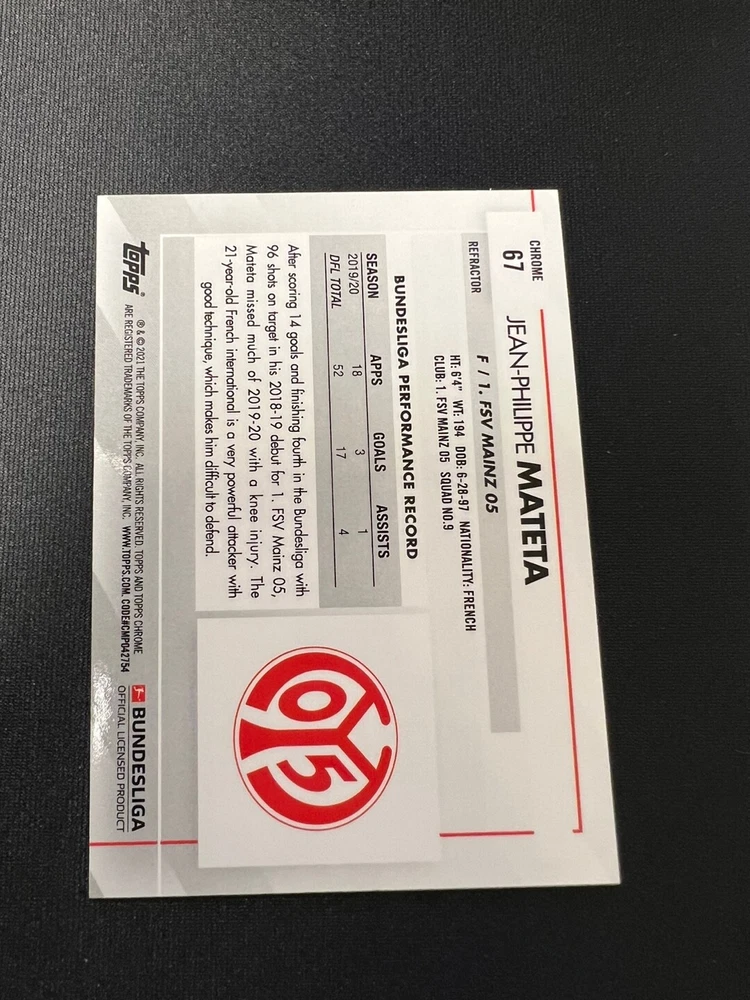 CHROME
67
JEAN-PHILIPPE MATETA
REFRACTOR
F / 1. FSV MAINZ 05
HT: 6'4" WT: 194 DOB: 6-28-97 NATIONALITY: FRENCH
CLUB: 1. FSV MAINZ 05 SQUAD NO.9
BUNDESLIGA PERFORMANCE RECORD
SEASON APPS GOALS ASSISTS
2019/20 18 3 1
DFL TOTAL 52 17 4
After scoring 14 goals and finishing fourth in the Bundesliga with
96 shots on target in his 2018-19 debut for 1. FSV Mainz 05,
Mateta missed much of 2019-20 with a knee injury. The
21-year-old French international is a very powerful attacker with
good technique, which makes him difficult to defend.
05
topps®
® & © 2021 THE TOPPS COMPANY, INC. ALL RIGHTS RESERVED. TOPPS AND TOPPS CHROME
ARE REGISTERED TRADEMARKS OF THE TOPPS COMPANY, INC. WWW.TOPPS.COM. CODE#CMP042754
BUNDESLIGA
OFFICIAL LICENSED PRODUCT